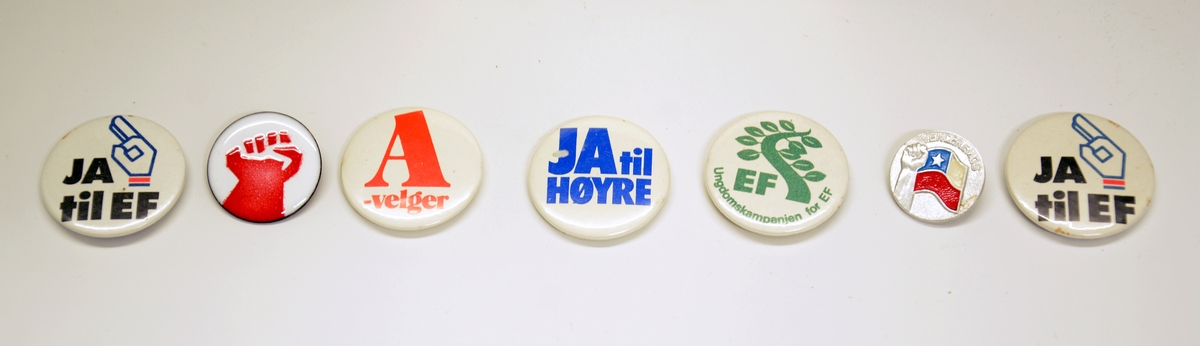 JA
til EF
A
-velger
JA til
HØYRE
EF
Ungdomskampanjen for EF
JA
til EF